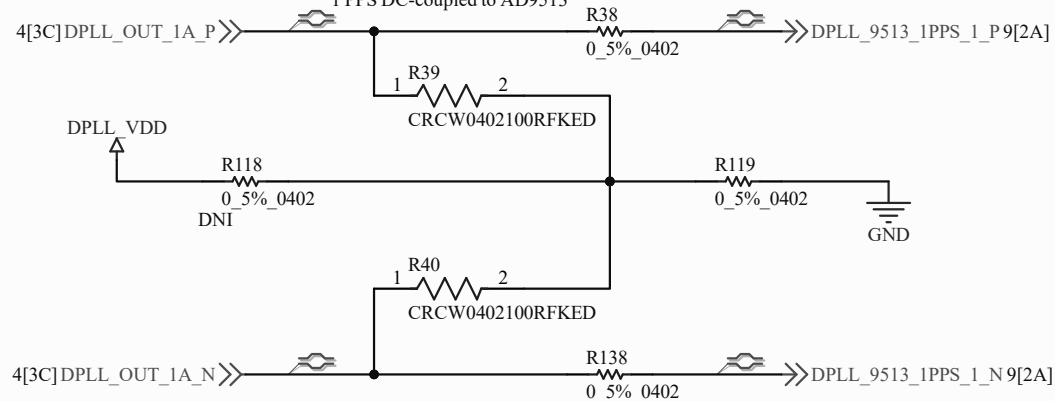 1 PPS DC-coupled to AD9513
4[3C] DPLL_OUT_1A_P
R38
0_5%_0402
DPLL_9513_1PPS_1_P 9[2A]
R39
1 2
CRCW0402100RFKED
DPLL_VDD
R118
0_5%_0402
DNI
R119
0_5%_0402
GND
R40
1 2
CRCW0402100RFKED
4[3C] DPLL_OUT_1A_N
R138
0_5%_0402
DPLL_9513_1PPS_1_N 9[2A]